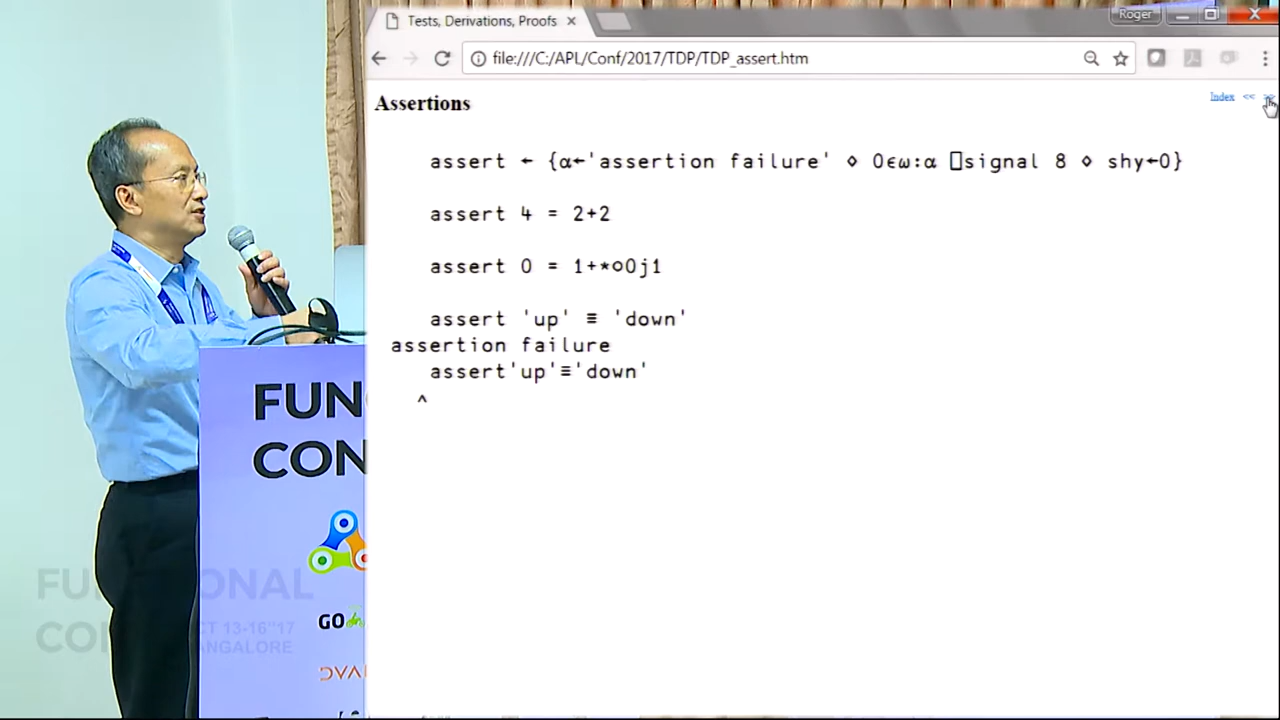 Tests, Derivations, Proofs
Roger
file:///C:/APL/Conf/2017/TDP/TDP_assert.htm
Assertions
Index << >>
assert ← {⍺←'assertion failure' ⋄ 0∊⍵:⍺ ⎕signal 8 ⋄ shy←0}
assert 4 = 2+2
assert 0 = 1+*○0j1
assert 'up' ≡ 'down'
assertion failure
assert'up'≡'down'
^
FUN
CON
GO
FUNCTIONAL
CT 13-16"17
ANGALORE